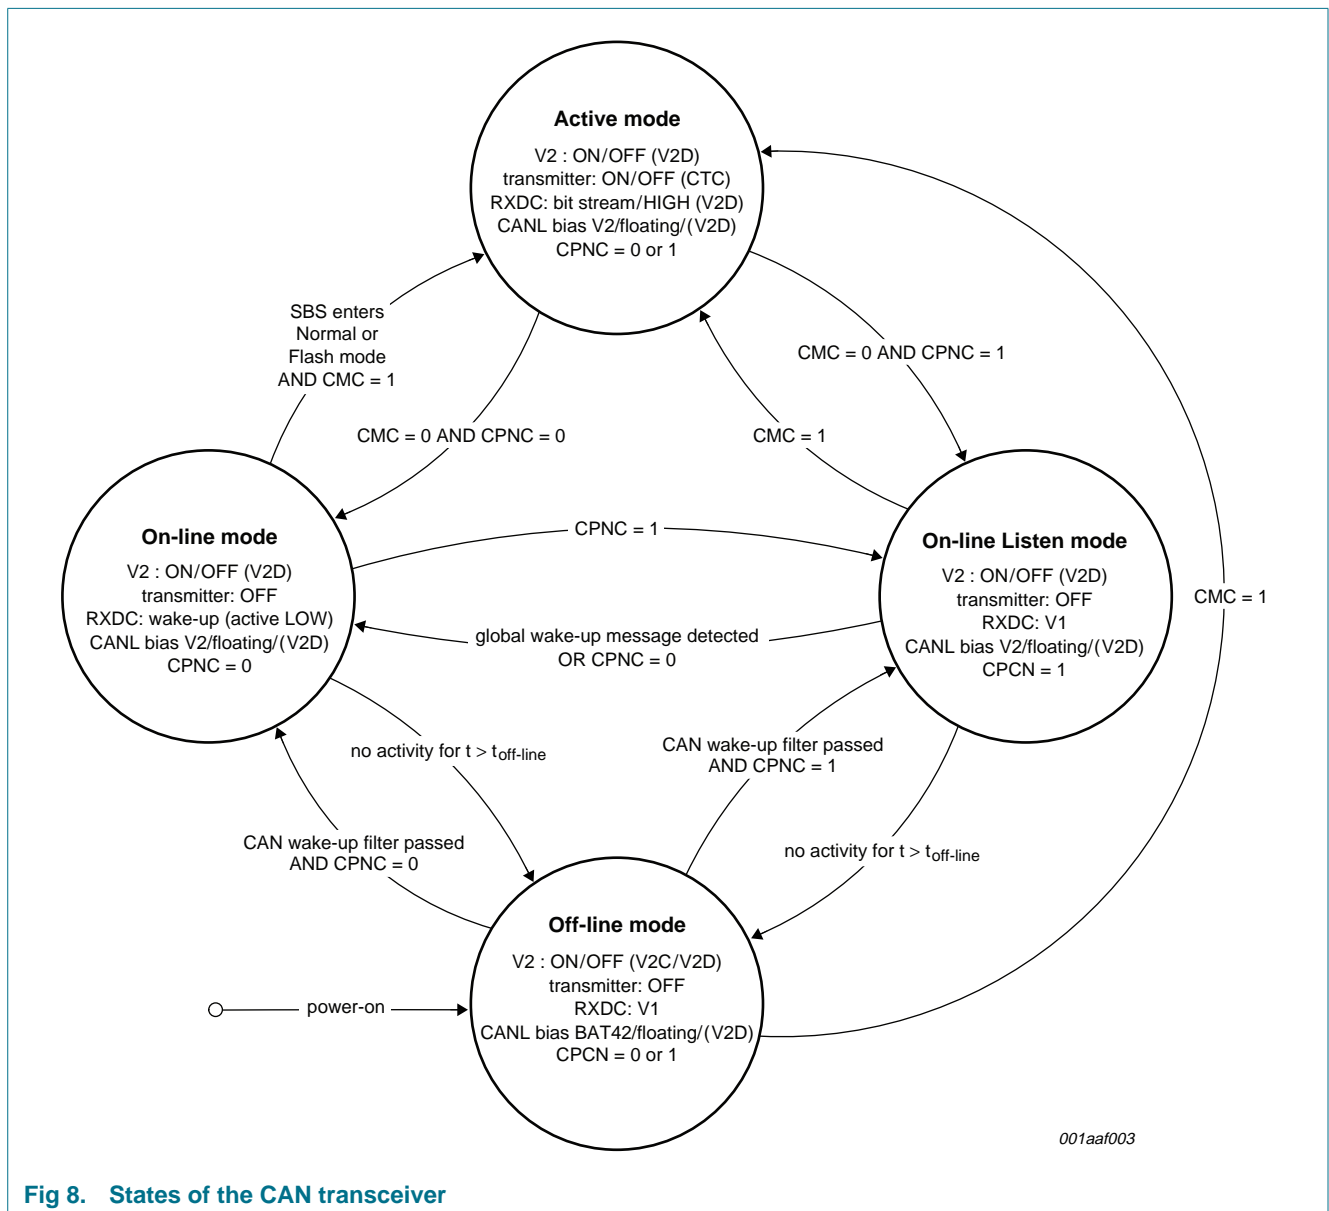 Active mode
V2 : ON/OFF (V2D)
transmitter: ON/OFF (CTC)
RXDC: bit stream/HIGH (V2D)
CANL bias V2/floating/(V2D)
CPNC = 0 or 1
SBS enters
Normal or
Flash mode
AND CMC = 1
CMC = 0 AND CPNC = 1
CMC = 0 AND CPNC = 0
CMC = 1
On-line mode
V2 : ON/OFF (V2D)
transmitter: OFF
RXDC: wake-up (active LOW)
CANL bias V2/floating/(V2D)
CPNC = 0
CPNC = 1
On-line Listen mode
V2 : ON/OFF (V2D)
transmitter: OFF
RXDC: V1
CANL bias V2/floating/(V2D)
CPCN = 1
CMC = 1
global wake-up message detected
OR CPNC = 0
no activity for t > toff-line
CAN wake-up filter passed
AND CPNC = 1
CAN wake-up filter passed
AND CPNC = 0
no activity for t > toff-line
Off-line mode
V2 : ON/OFF (V2C/V2D)
transmitter: OFF
RXDC: V1
CANL bias BAT42/floating/(V2D)
CPCN = 0 or 1
power-on
001aaf003
Fig 8. States of the CAN transceiver